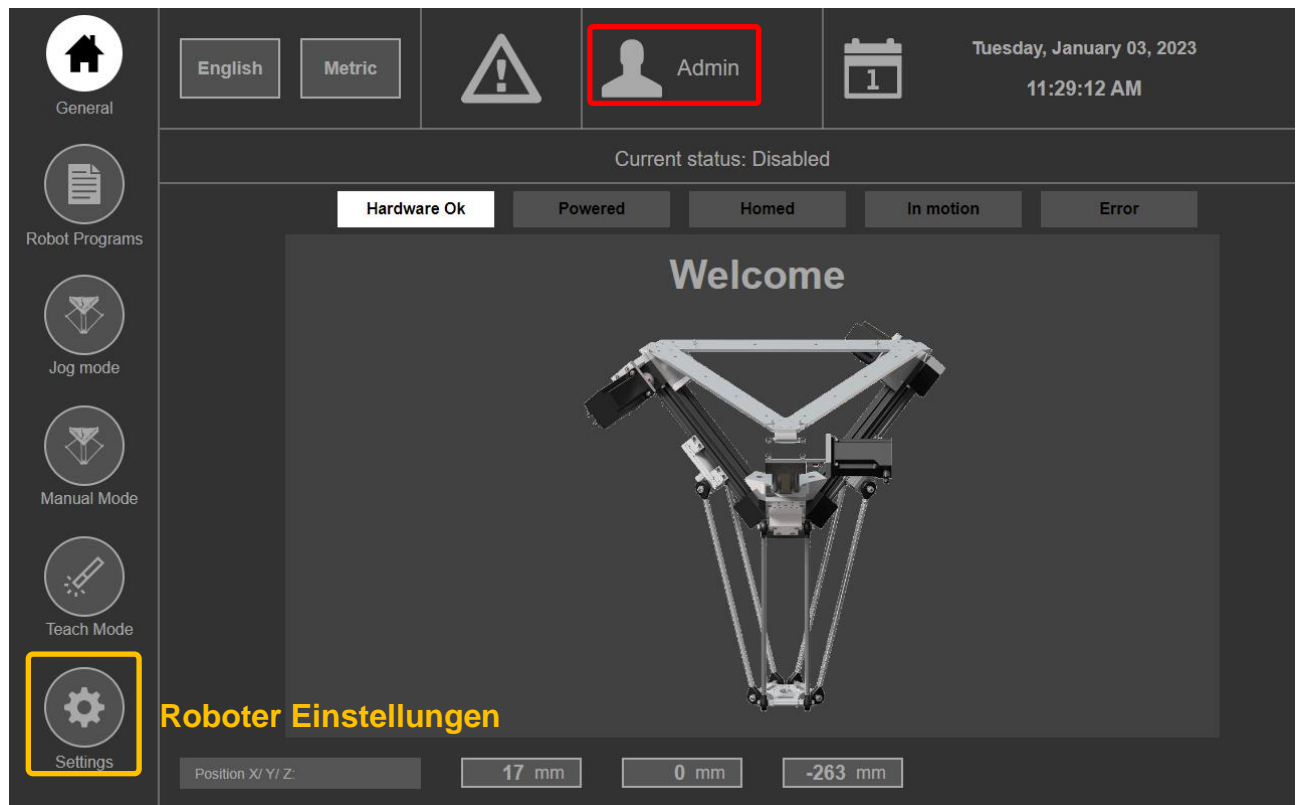 General
English
Metric
Admin
1
Tuesday, January 03, 2023
11:29:12 AM
Current status: Disabled
Hardware Ok
Powered
Homed
In motion
Error
Robot Programs
Welcome
Jog mode
Manual Mode
Teach Mode
Roboter Einstellungen
Settings
Position X/ Y/ Z:
17 mm
0 mm
-263 mm